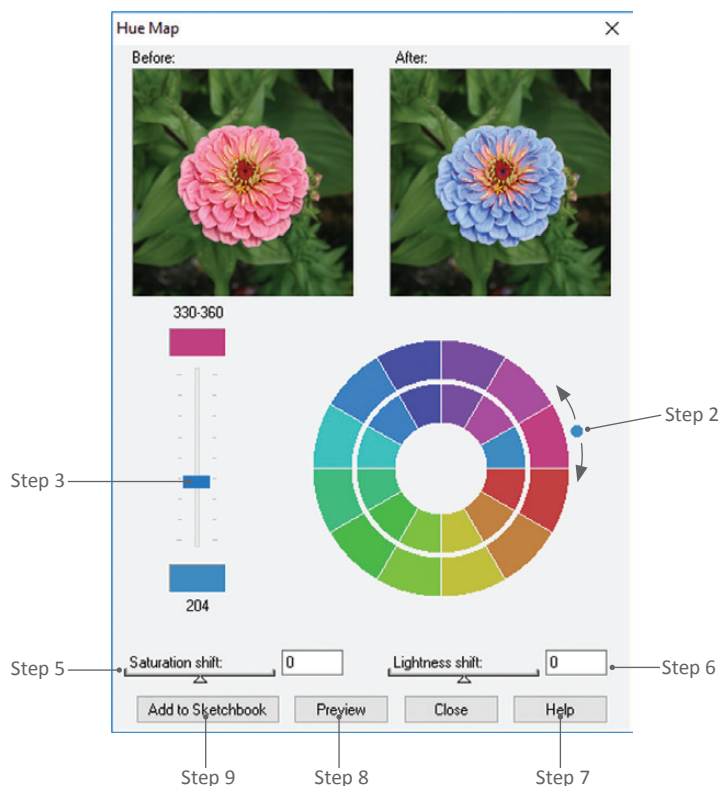 Hue Map
Before:
After:
330-360
Step 2
Step 3
204
Step 5
Saturation shift:
0
Lightness shift:
0
Step 6
Add to Sketchbook
Preview
Close
Help
Step 9
Step 8
Step 7